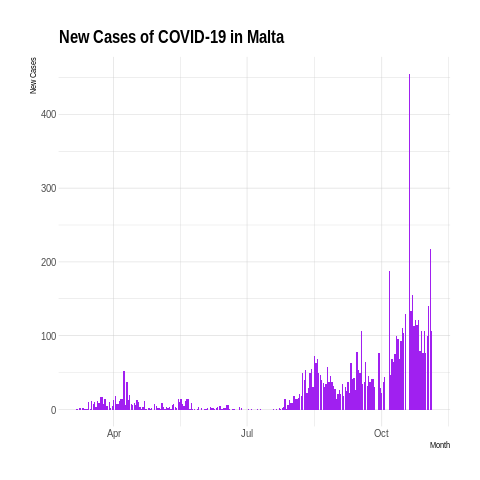 New Cases of COVID-19 in Malta
New Cases
400
300
200
100
0
Apr
Jul
Oct
Month